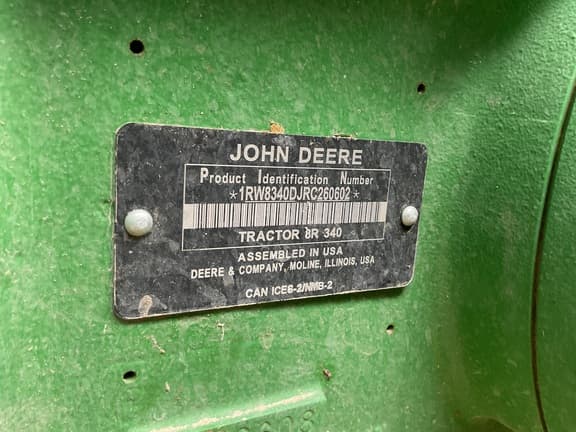 JOHN DEERE
Product Identification Number
*1RW8340DJRC260602*
TRACTOR 8R 340
ASSEMBLED IN USA
DEERE & COMPANY, MOLINE, ILLINOIS, USA
CAN ICES-2/NMB-2